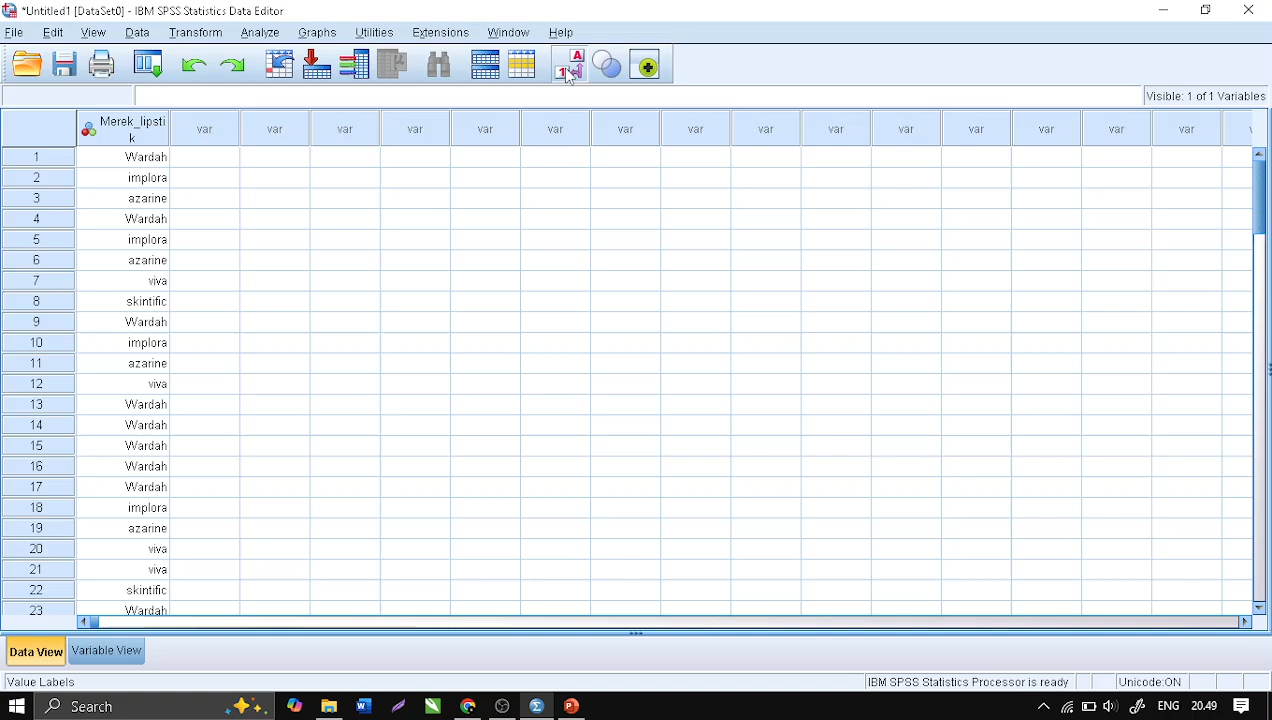 *Untitled1 [DataSet0] - IBM SPSS Statistics Data Editor
File Edit View Data Transform Analyze Graphs Utilities Extensions Window Help
Visible: 1 of 1 Variables
Merek_lipsti
k
var var var var var var var var var var var var var var var
1 Wardah
2 implora
3 azarine
4 Wardah
5 implora
6 azarine
7 viva
8 skintific
9 Wardah
10 implora
11 azarine
12 viva
13 Wardah
14 Wardah
15 Wardah
16 Wardah
17 Wardah
18 implora
19 azarine
20 viva
21 viva
22 skintific
23 Wardah
Data View Variable View
Value Labels IBM SPSS Statistics Processor is ready Unicode:ON
Search ENG 20.49